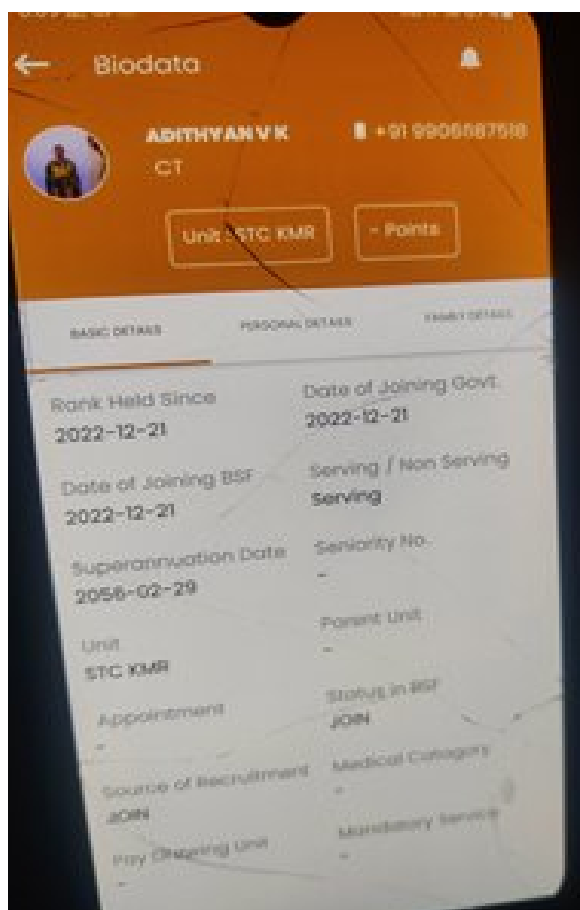 Biodata
ADITHYAN V K
CT
Unit : STC KMR
- Points
BASIC DETAILS
PERSONAL DETAILS
FAMILY DETAILS
Rank Held Since
2022-12-21
Date of Joining Govt.
2022-12-21
Date of Joining BSF
2022-12-21
Serving / Non Serving
Serving
Superannuation Date
2056-02-29
Seniority No.
-
Unit
STC KMR
Parent Unit
-
Appointment
-
Status in BSF
JOIN
Source of Recruitment
JOIN
Medical Category
-
Pay Drawing Unit
-
Mandatory Service
-